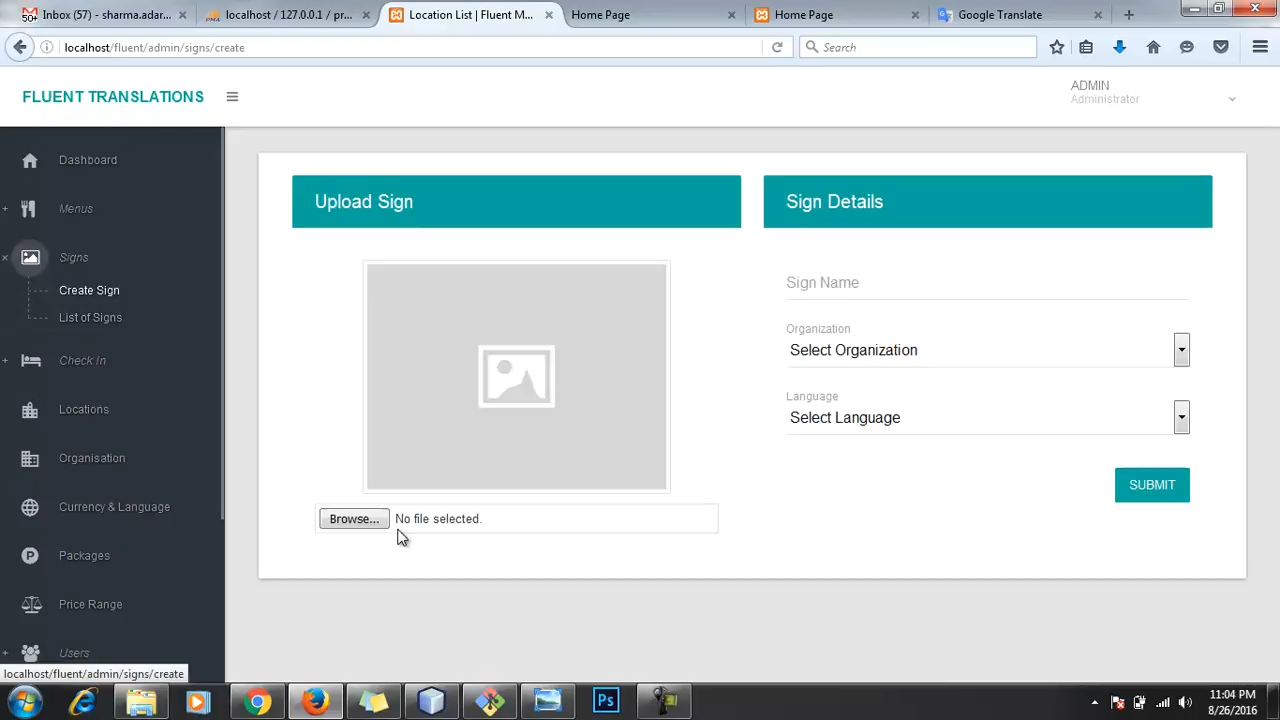 Inbox (57) - sharma.adar...
localhost / 127.0.0.1 / pr...
Location List | Fluent M...
Home Page
Home Page
Google Translate
localhost/fluent/admin/signs/create
Search
FLUENT TRANSLATIONS
ADMIN
Administrator
Dashboard
Menus
Signs
Create Sign
List of Signs
Check In
Locations
Organisation
Currency & Language
Packages
Price Range
Users
Upload Sign
Browse...
No file selected.
Sign Details
Sign Name
Organization
Select Organization
Language
Select Language
SUBMIT
localhost/fluent/admin/signs/create
Ps
11:04 PM
8/26/2016